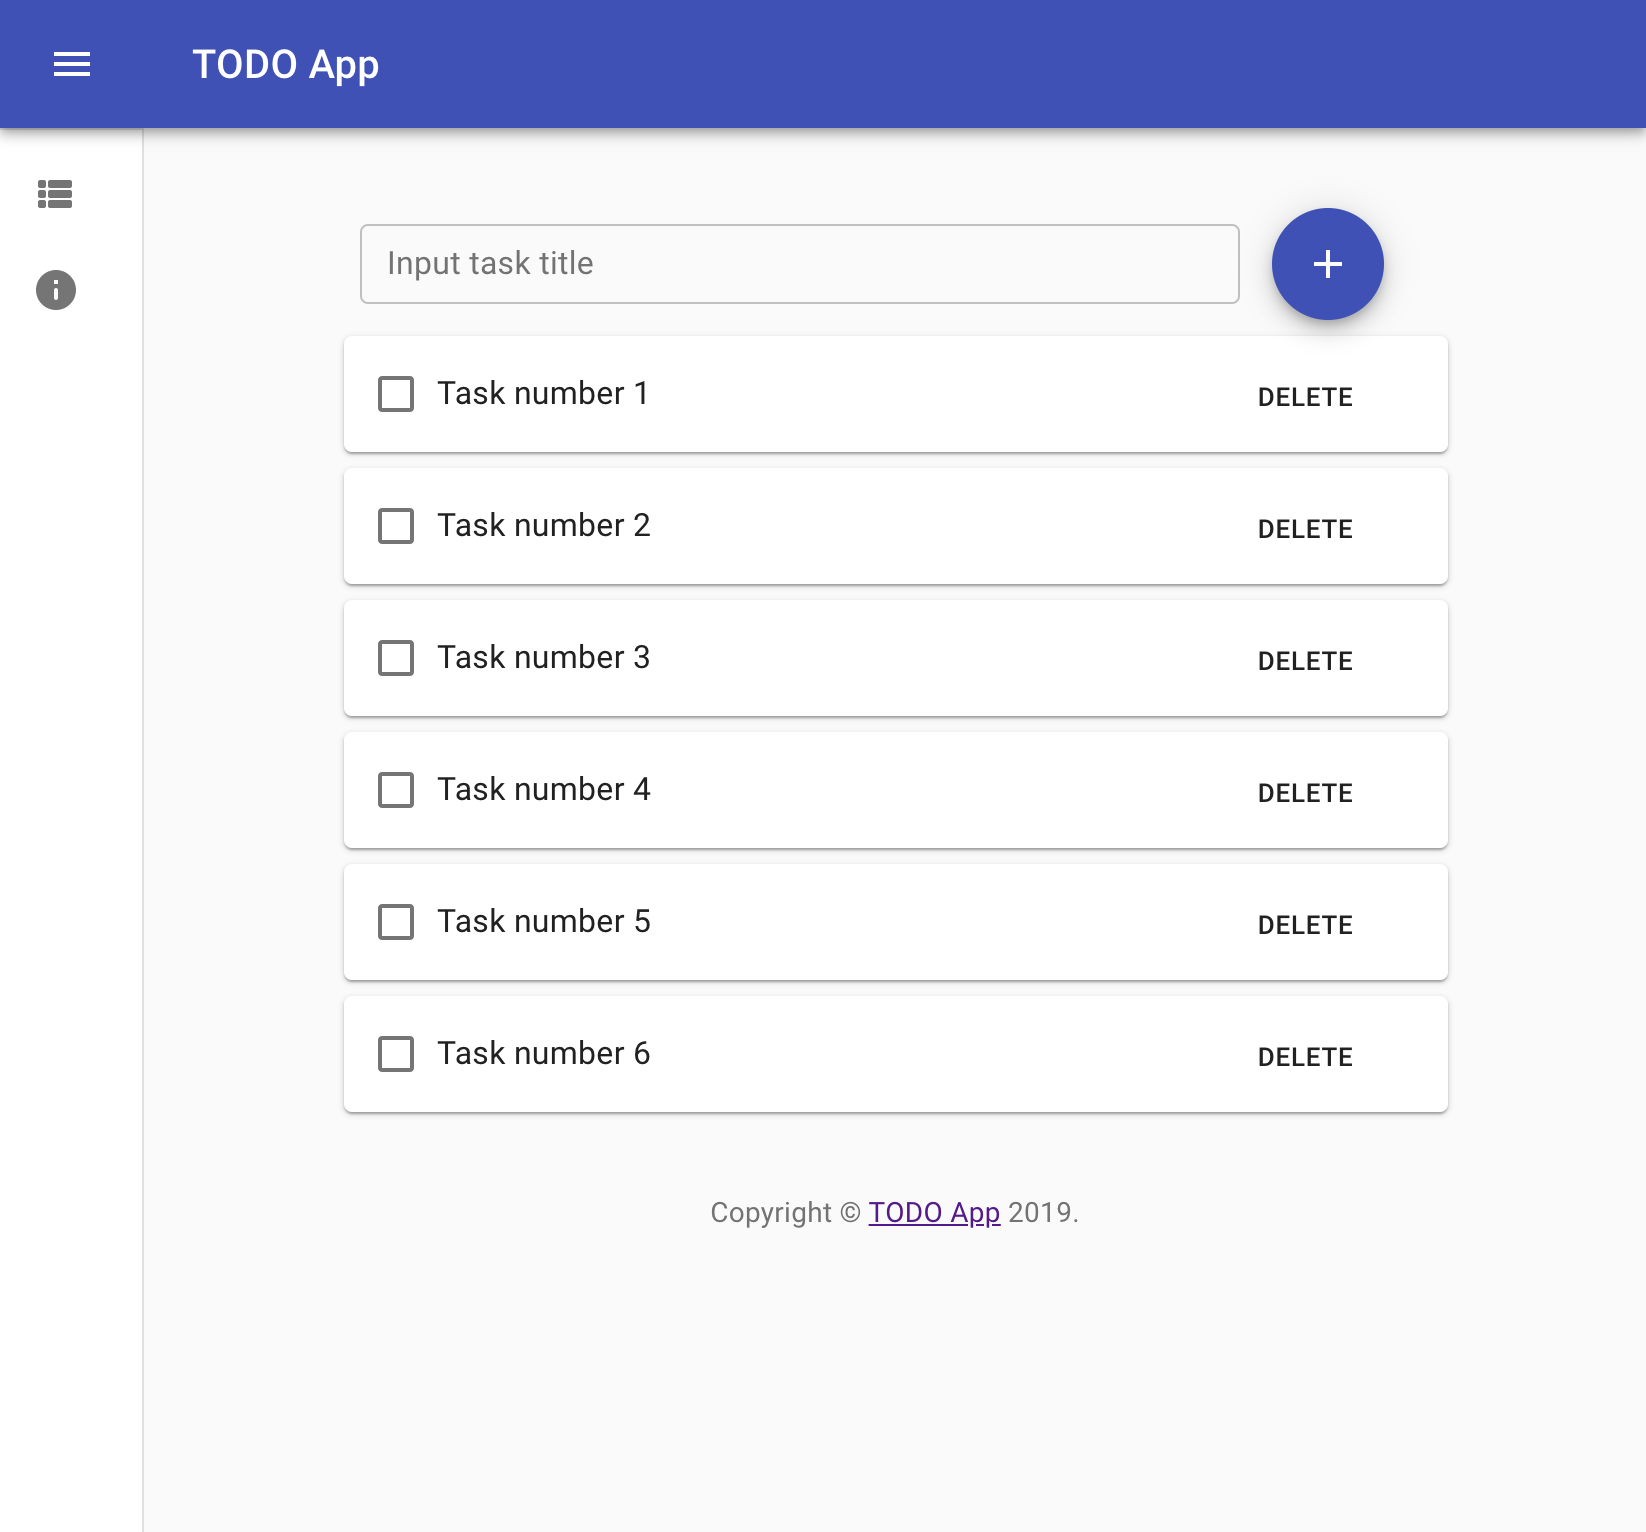 TODO App
Input task title
Task number 1 DELETE
Task number 2 DELETE
Task number 3 DELETE
Task number 4 DELETE
Task number 5 DELETE
Task number 6 DELETE
Copyright © TODO App 2019.